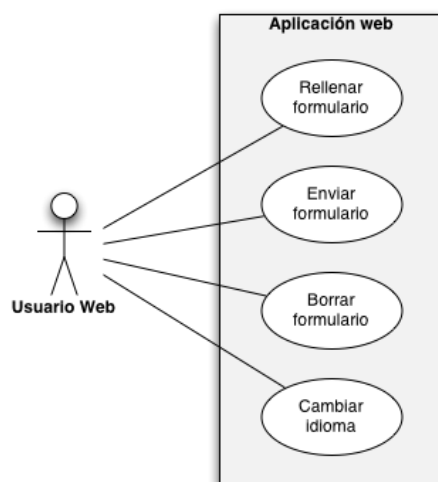 Aplicación web
Rellenar
formulario
Enviar
formulario
Borrar
formulario
Cambiar
idioma
Usuario Web